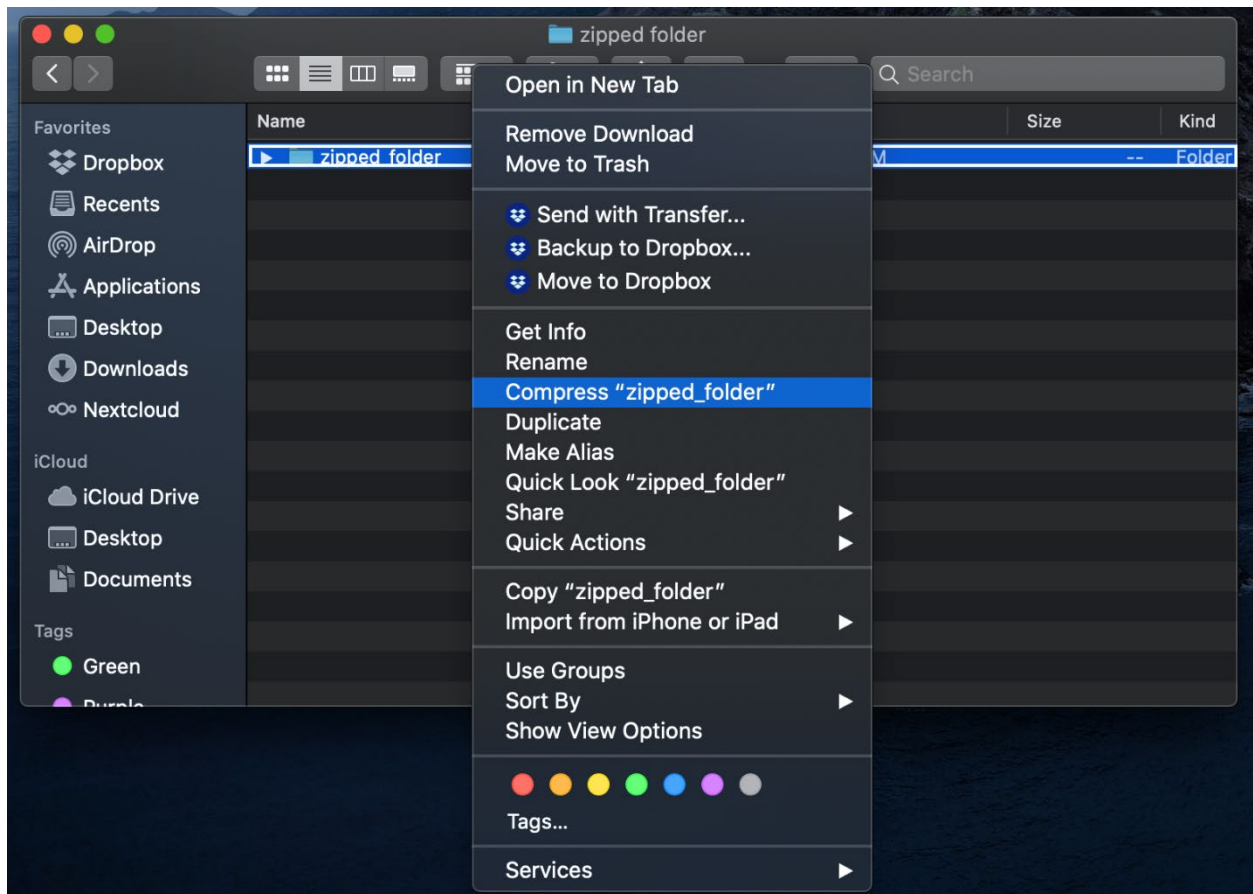 zipped folder
Search
Name
Size
Kind
Favorites
Dropbox
Recents
AirDrop
Applications
Desktop
Downloads
Nextcloud
iCloud
iCloud Drive
Desktop
Documents
Tags
Green
Purple
zipped_folder
M
--
Folder
Open in New Tab
Remove Download
Move to Trash
Send with Transfer...
Backup to Dropbox...
Move to Dropbox
Get Info
Rename
Compress “zipped_folder”
Duplicate
Make Alias
Quick Look “zipped_folder”
Share
Quick Actions
Copy “zipped_folder”
Import from iPhone or iPad
Use Groups
Sort By
Show View Options
Tags...
Services